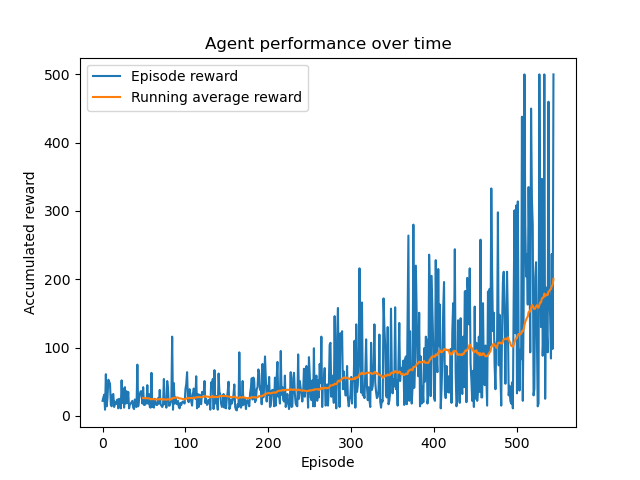 Agent performance over time
Episode reward
Running average reward
Accumulated reward
500
400
300
200
100
0
0 100 200 300 400 500
Episode